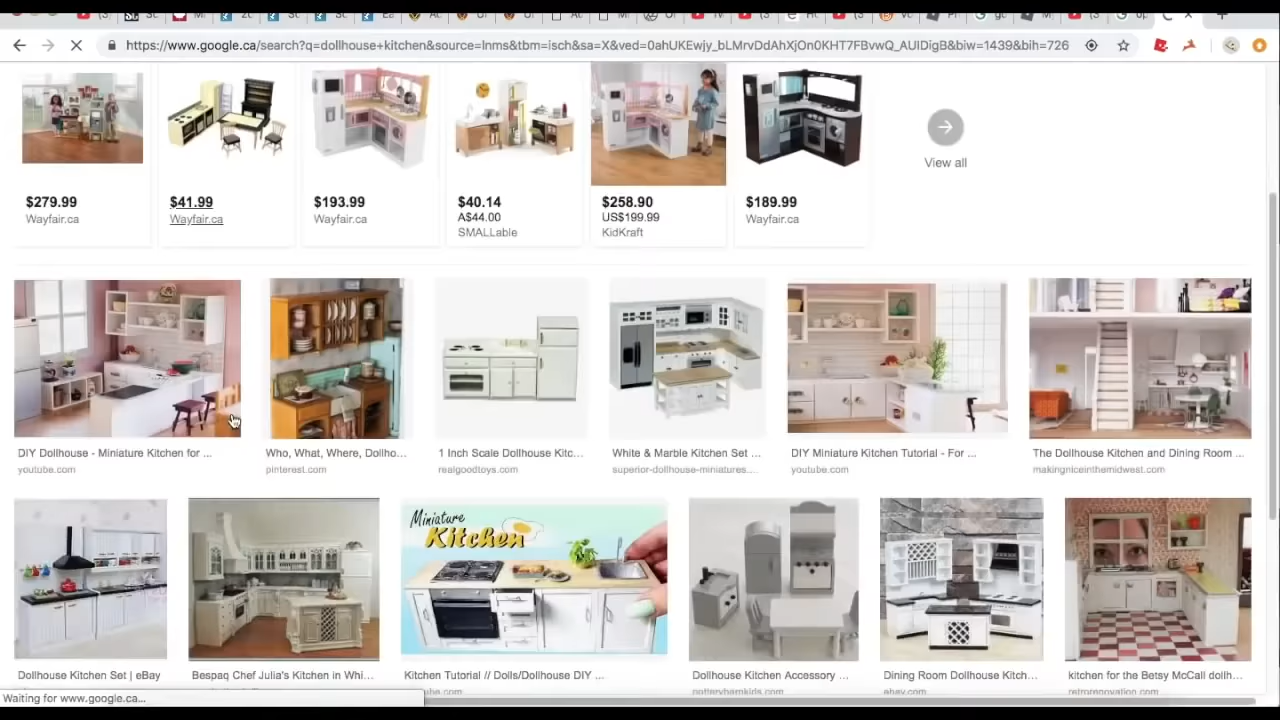 https://www.google.ca/search?q=dollhouse+kitchen&source=lnms&tbm=isch&sa=X&ved=0ahUKEwjy_bLMrvDdAhXjOn0KHT7FBvwQ_AUIDigB&biw=1439&bih=726
$279.99
Wayfair.ca
$41.99
Wayfair.ca
$193.99
Wayfair.ca
$40.14
A$44.00
SMALLable
$258.90
US$199.99
KidKraft
$189.99
Wayfair.ca
View all
DIY Dollhouse - Miniature Kitchen for ...
youtube.com
Who, What, Where, Dollho...
pinterest.com
1 Inch Scale Dollhouse Kitc...
realgoodtoys.com
White & Marble Kitchen Set ...
superior-dollhouse-miniatures....
DIY Miniature Kitchen Tutorial - For ...
youtube.com
The Dollhouse Kitchen and Dining Room ...
makingniceinthemidwest.com
Miniature
Kitchen
Dollhouse Kitchen Set | eBay
Bespaq Chef Julia's Kitchen in Whi...
Kitchen Tutorial // Dolls/Dollhouse DIY ...
Dollhouse Kitchen Accessory ...
potterybarnkids.com
Dining Room Dollhouse Kitch...
ebay.com
kitchen for the Betsy McCall dollh...
retrorenovation.com
Waiting for www.google.ca...